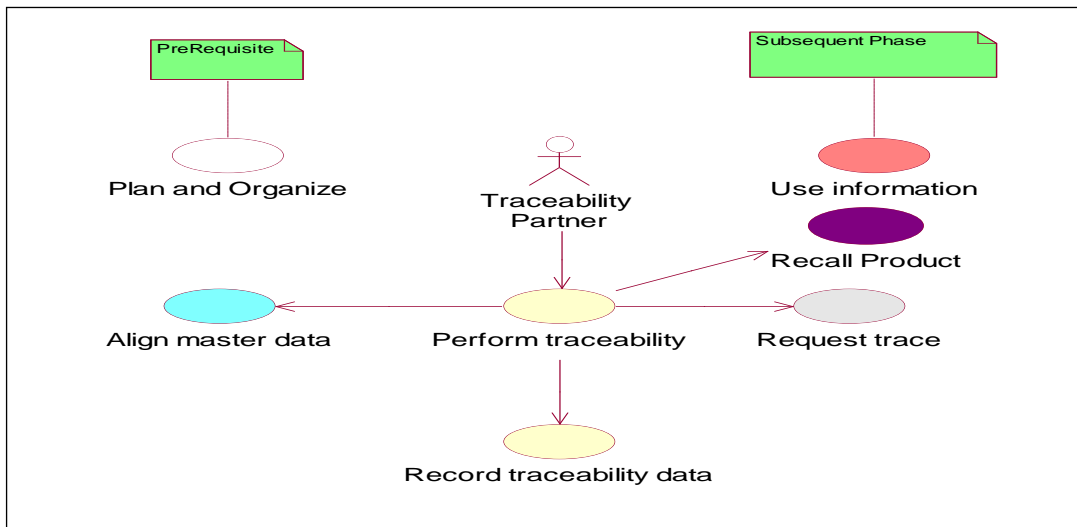 PreRequisite
Subsequent Phase
Plan and Organize
Traceability
Partner
Use information
Recall Product
Align master data
Perform traceability
Request trace
Record traceability data